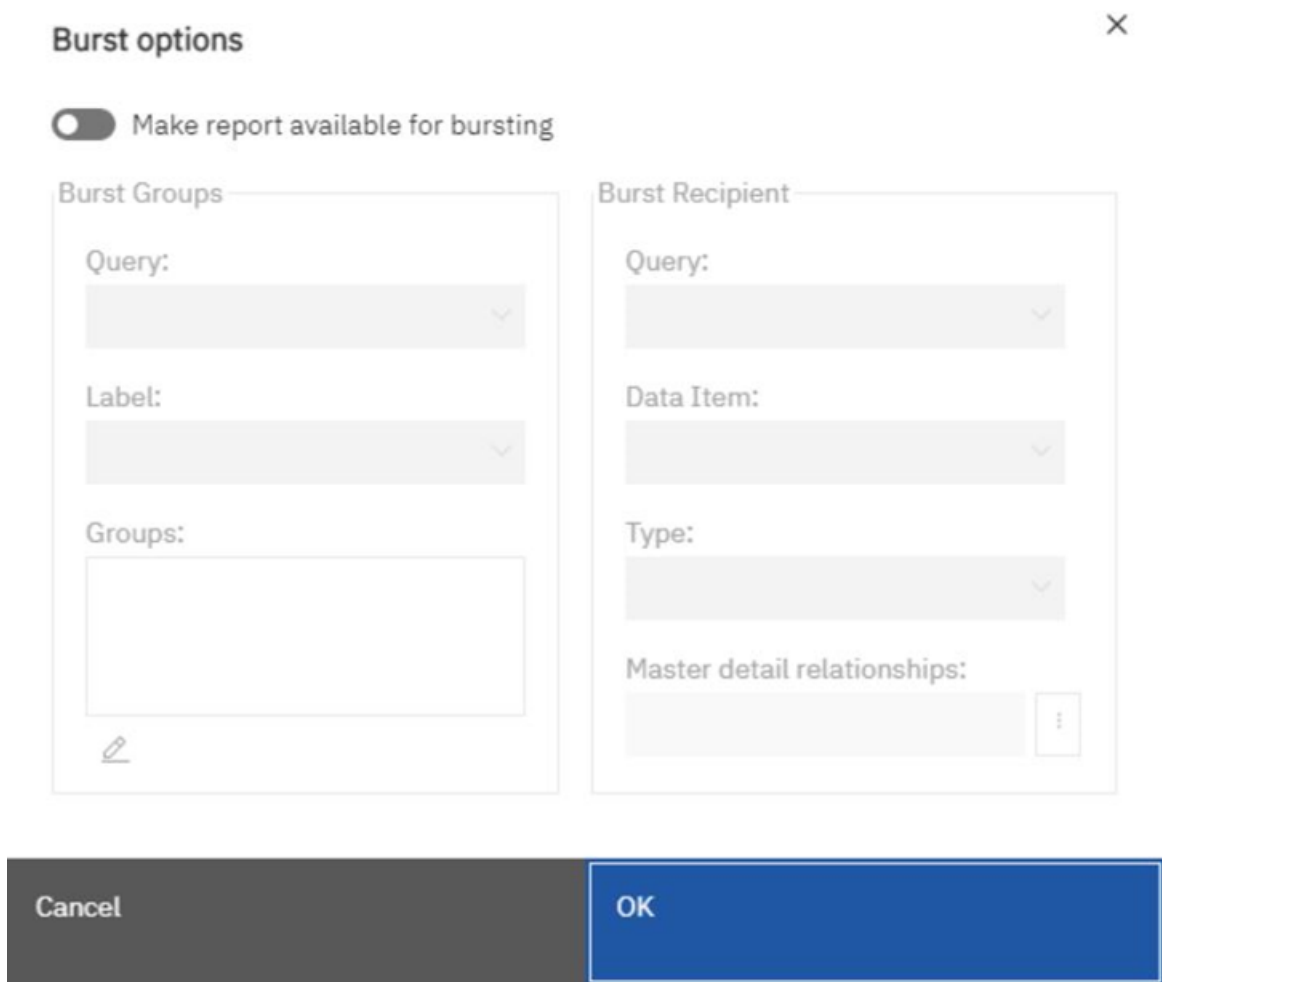 Burst options
Make report available for bursting
Burst Groups
Query:
Label:
Groups:
Burst Recipient
Query:
Data Item:
Type:
Master detail relationships:
Cancel
OK